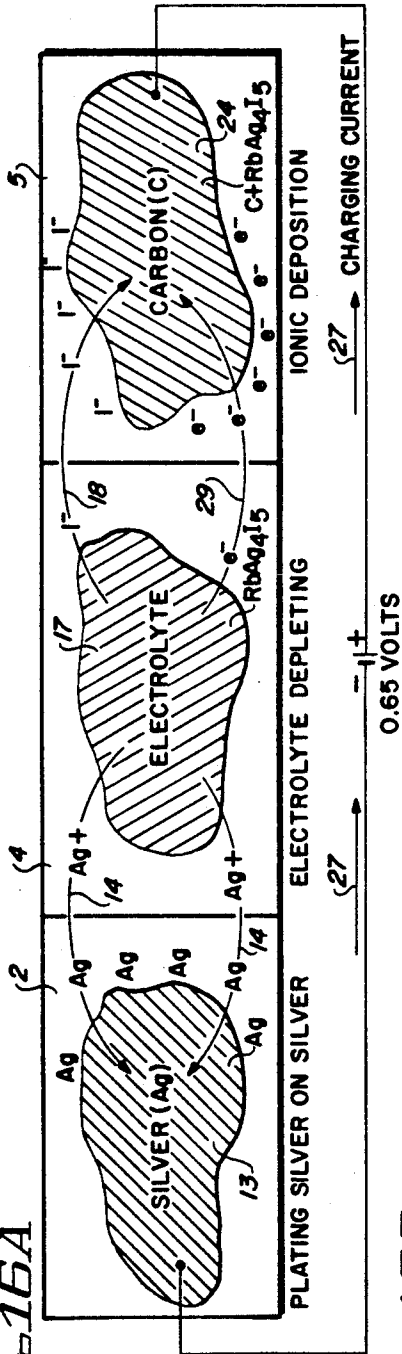 16A
2
4
5
Ag
Ag
Ag
Ag
Ag
SILVER (Ag)
13
Ag
14
14
Ag+
Ag+
17
ELECTROLYTE
RbAg4I5
18
29
I-
I-
I-
I-
I-
I-
e-
e-
e-
e-
e-
e-
e-
CARBON (C)
24
C+RbAg4I5
PLATING SILVER ON SILVER
ELECTROLYTE DEPLETING
IONIC DEPOSITION
27
27
CHARGING CURRENT
- +
0.65 VOLTS